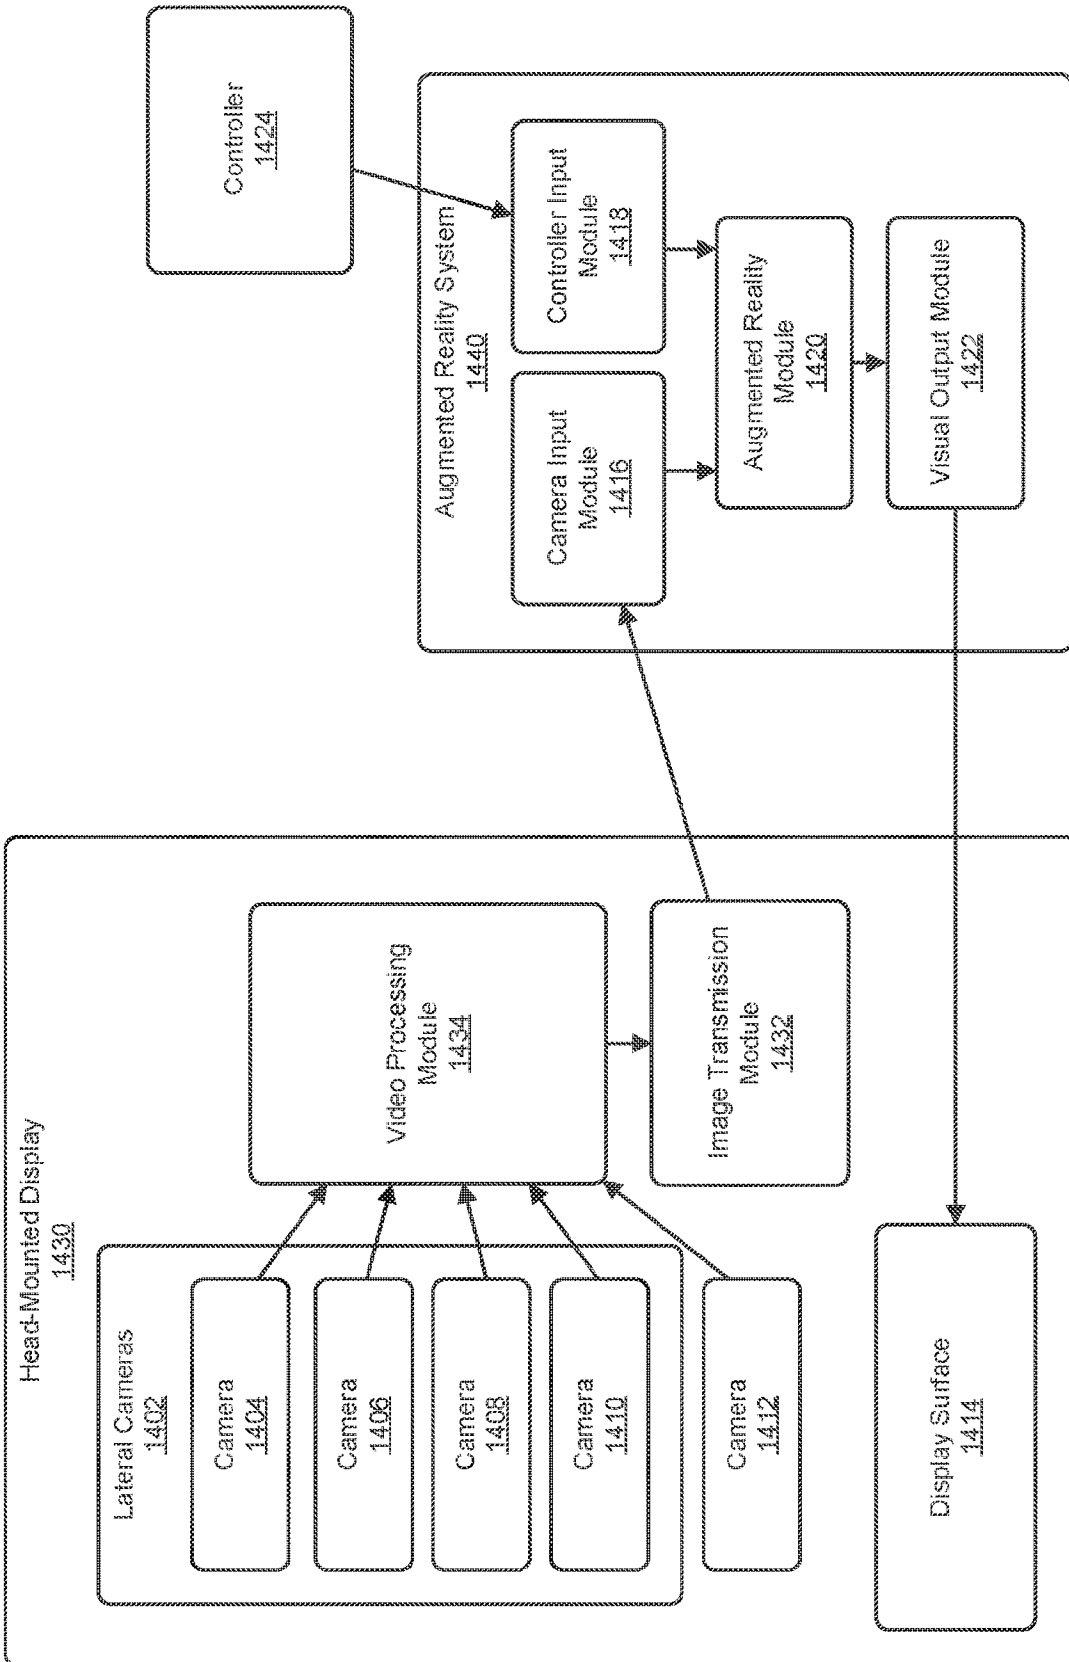 Head-Mounted Display
1430
Lateral Cameras
1402
Camera
1404
Camera
1406
Camera
1408
Camera
1410
Camera
1412
Video Processing
Module
1434
Image Transmission
Module
1432
Display Surface
1414
Controller
1424
Augmented Reality System
1440
Camera Input
Module
1416
Controller Input
Module
1418
Augmented Reality
Module
1420
Visual Output Module
1422